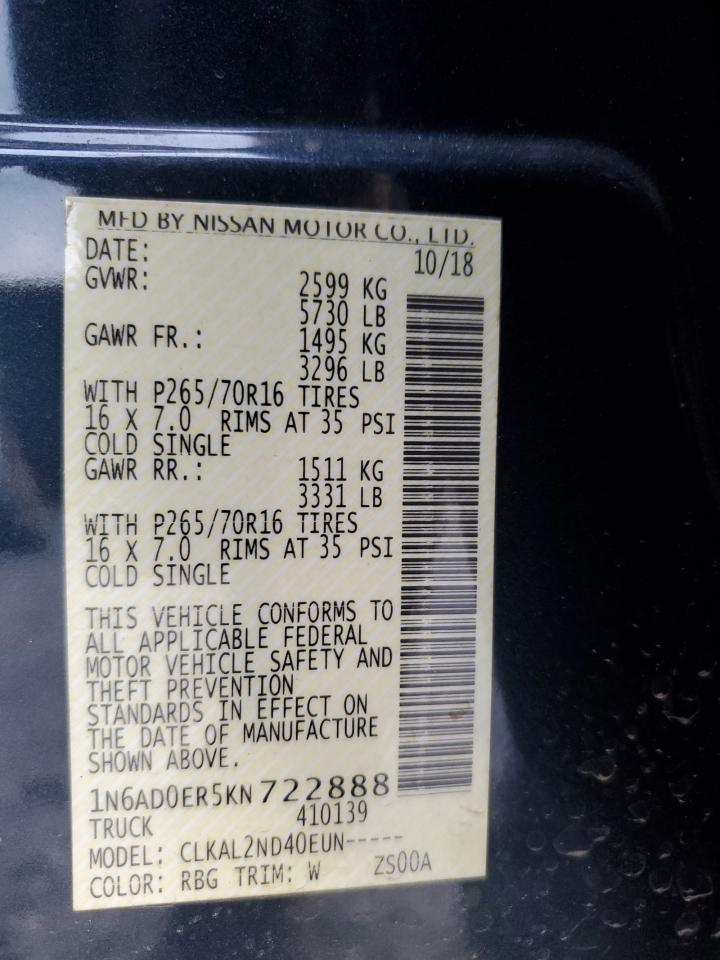 MFD BY NISSAN MOTOR CO., LTD.
DATE: 10/18
GVWR: 2599 KG
5730 LB
GAWR FR.: 1495 KG
3296 LB
WITH P265/70R16 TIRES
16 X 7.0 RIMS AT 35 PSI
COLD SINGLE
GAWR RR.: 1511 KG
3331 LB
WITH P265/70R16 TIRES
16 X 7.0 RIMS AT 35 PSI
COLD SINGLE
THIS VEHICLE CONFORMS TO
ALL APPLICABLE FEDERAL
MOTOR VEHICLE SAFETY AND
THEFT PREVENTION
STANDARDS IN EFFECT ON
THE DATE OF MANUFACTURE
SHOWN ABOVE.
1N6AD0ER5KN722888
TRUCK 410139
MODEL: CLKAL2ND40EUN-----
COLOR: RBG TRIM: W ZS00A